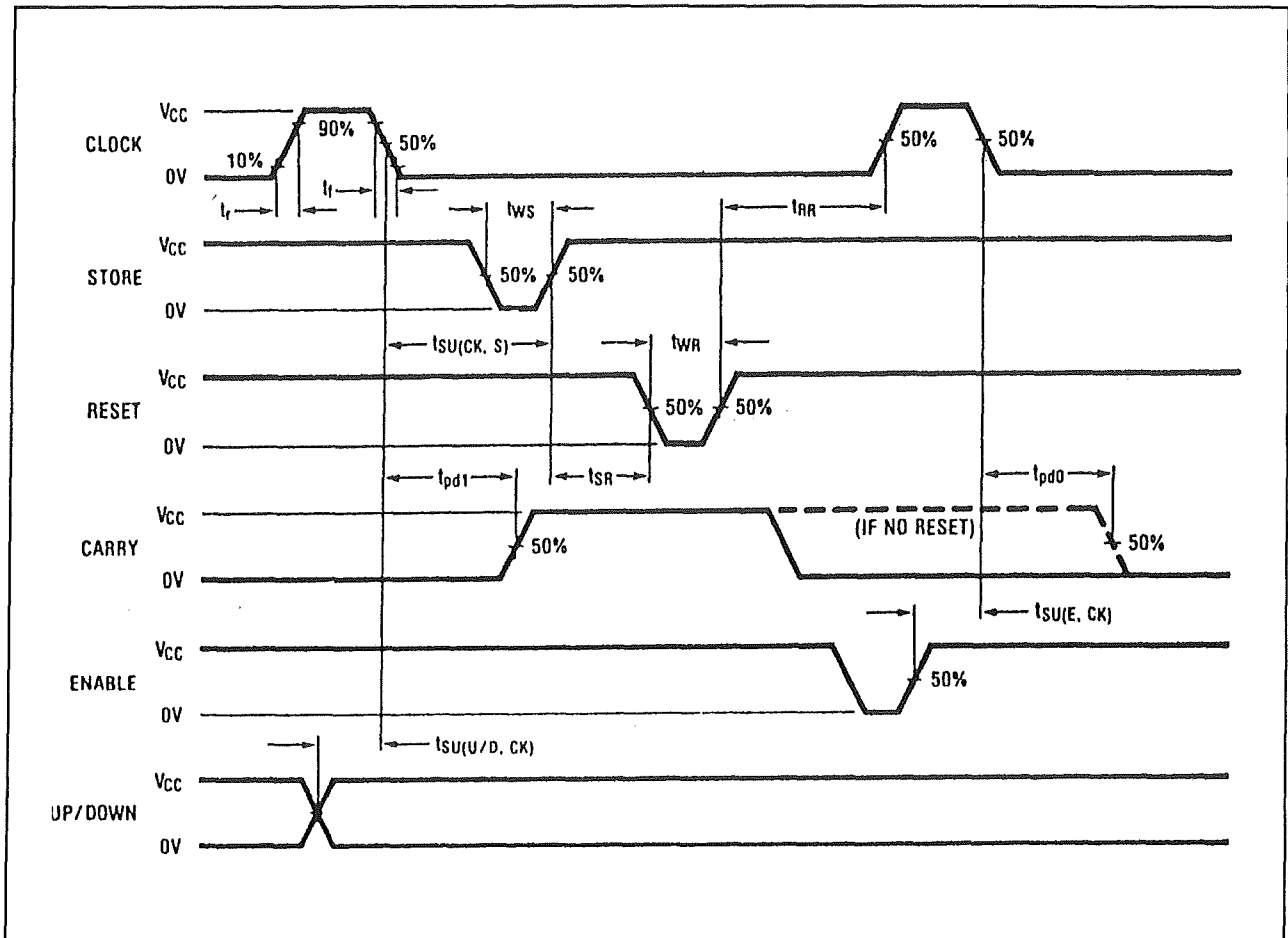 VCC
90%
50%
CLOCK
10%
50%
50%
0V
tr
tf
tWS
tRR
VCC
STORE
50%
50%
0V
tSU(CK, S)
tWR
VCC
RESET
50%
50%
0V
tpd1
tSR
tpd0
VCC
(IF NO RESET)
CARRY
50%
50%
0V
tSU(E, CK)
VCC
ENABLE
50%
0V
tSU(U/D, CK)
VCC
UP/DOWN
0V